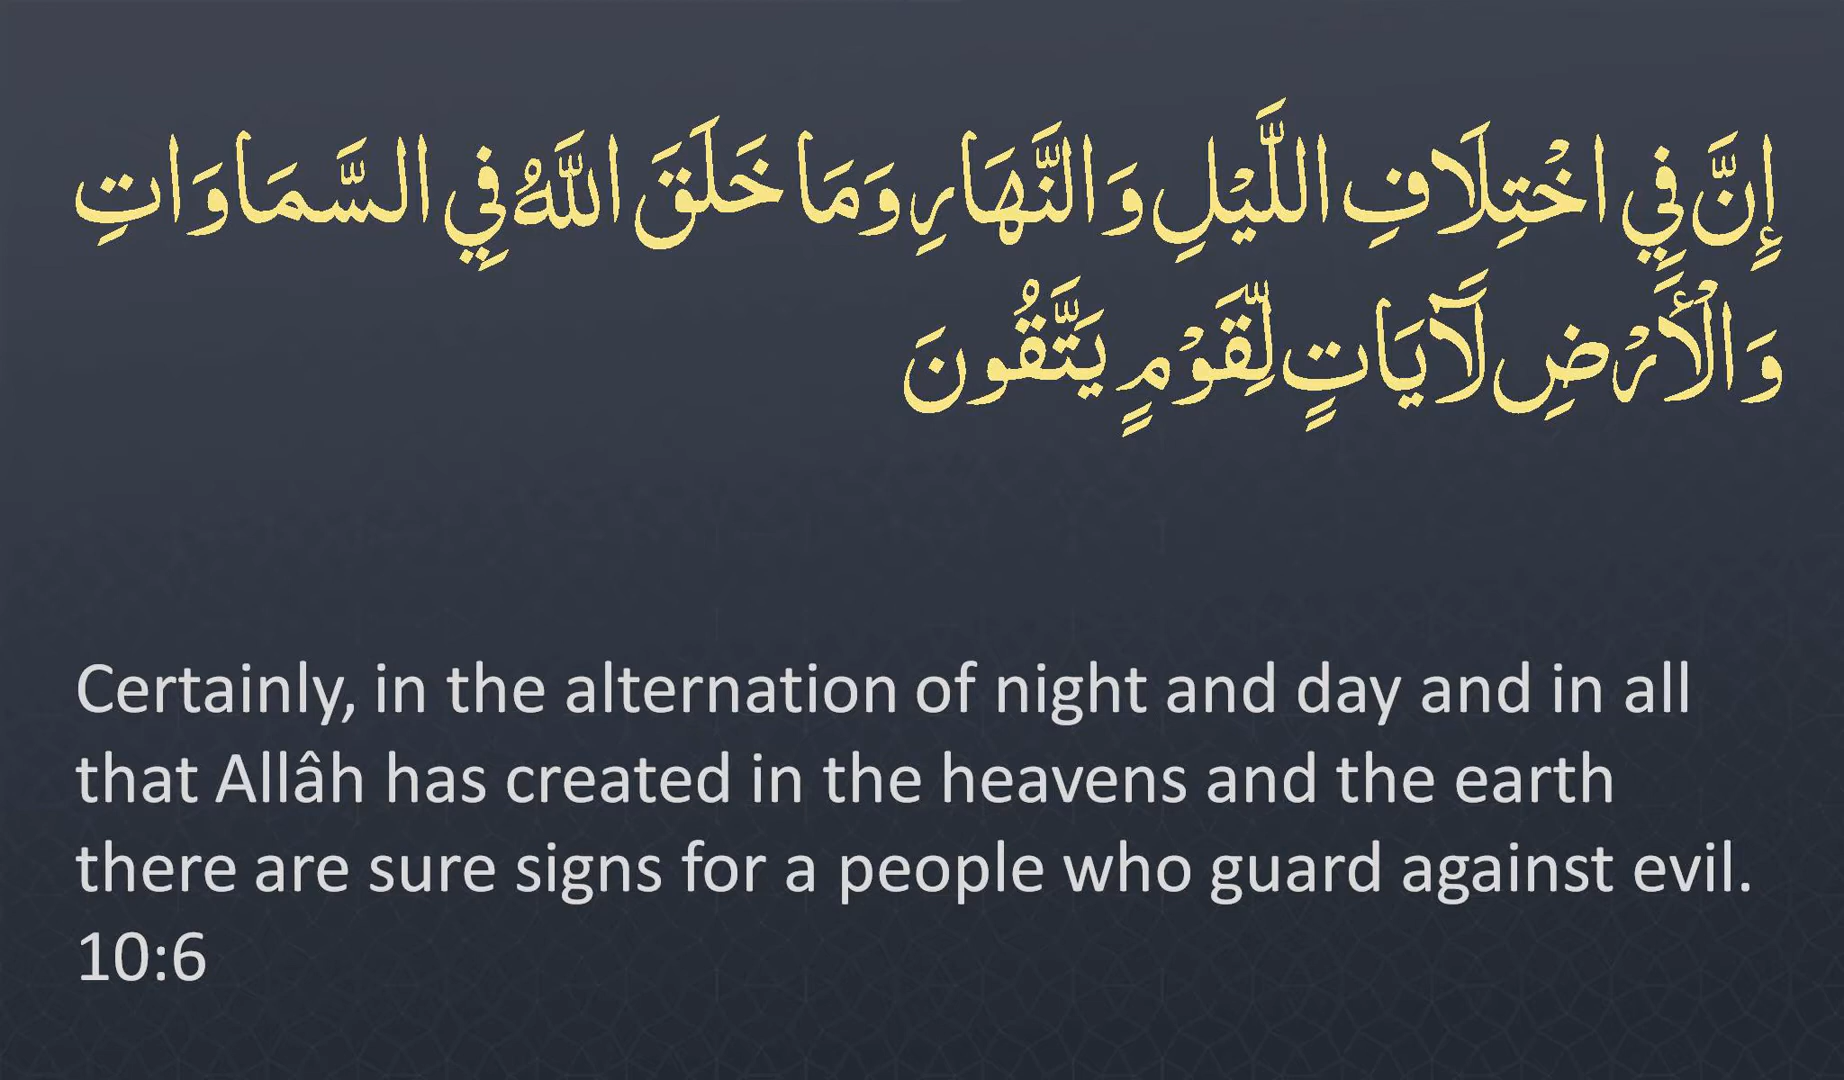 إِنَّ فِي اخْتِلَافِ اللَّيْلِ وَالنَّهَارِ وَمَا خَلَقَ اللَّهُ فِي السَّمَاوَاتِ
وَالْأَرْضِ لَآيَاتٍ لِّقَوْمٍ يَتَّقُونَ
Certainly, in the alternation of night and day and in all
that Allâh has created in the heavens and the earth
there are sure signs for a people who guard against evil.
10:6